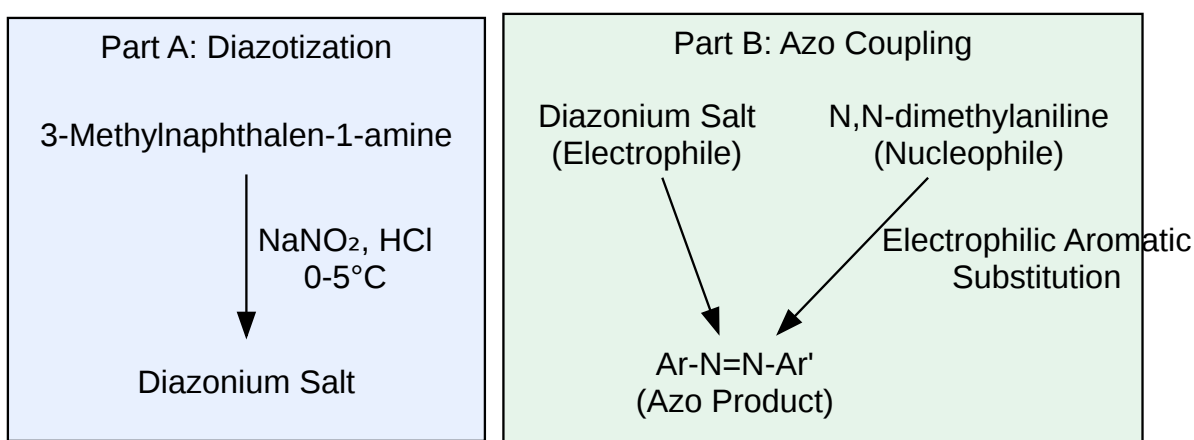 Part A: Diazotization
3-Methylnaphthalen-1-amine
NaNO₂, HCl
0-5°C
Diazonium Salt
Part B: Azo Coupling
Diazonium Salt
(Electrophile)
N,N-dimethylaniline
(Nucleophile)
Electrophilic Aromatic
Substitution
Ar-N=N-Ar'
(Azo Product)